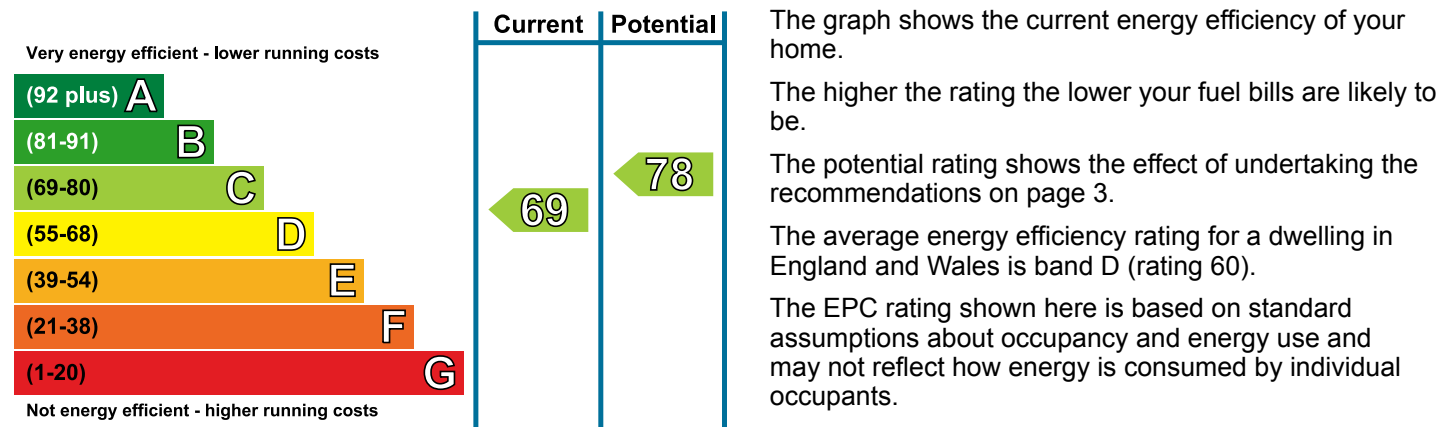 Current Potential
Very energy efficient - lower running costs
(92 plus) A
(81-91) B
(69-80) C
(55-68) D
(39-54) E
(21-38) F
(1-20) G
Not energy efficient - higher running costs
69
78
The graph shows the current energy efficiency of your
home.
The higher the rating the lower your fuel bills are likely to
be.
The potential rating shows the effect of undertaking the
recommendations on page 3.
The average energy efficiency rating for a dwelling in
England and Wales is band D (rating 60).
The EPC rating shown here is based on standard
assumptions about occupancy and energy use and
may not reflect how energy is consumed by individual
occupants.